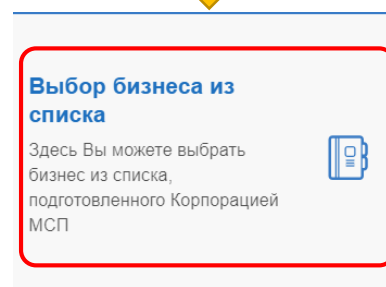 Выбор бизнеса из
списка
Здесь Вы можете выбрать
бизнес из списка,
подготовленного Корпорацией
МСП